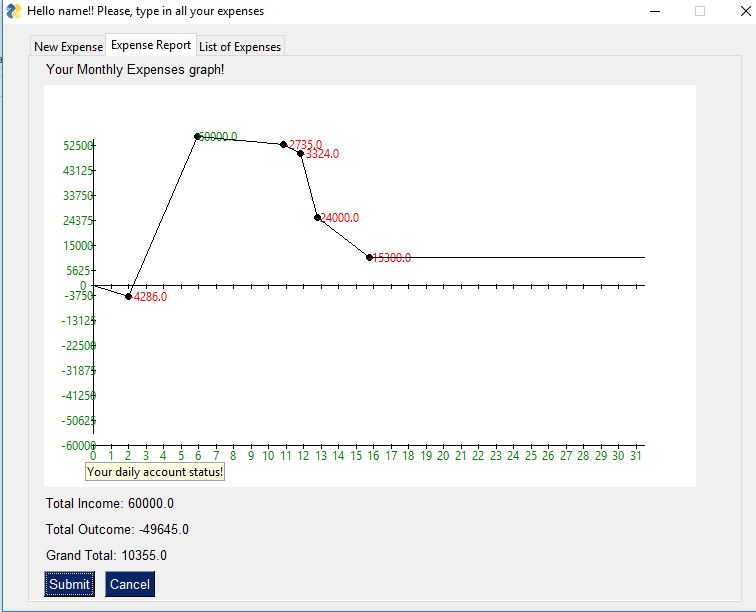 Hello name!! Please, type in all your expenses
New Expense Expense Report List of Expenses
Your Monthly Expenses graph!
52500
43125
33750
24375
15000
5625
0
-3750
-13125
-22500
-31875
-41250
-50625
-60000
60000.0
2735.0
3324.0
24000.0
15300.0
4286.0
0 1 2 3 4 5 6 7 8 9 10 11 12 13 14 15 16 17 18 19 20 21 22 23 24 25 26 27 28 29 30 31
Your daily account status!
Total Income: 60000.0
Total Outcome: -49645.0
Grand Total: 10355.0
Submit Cancel